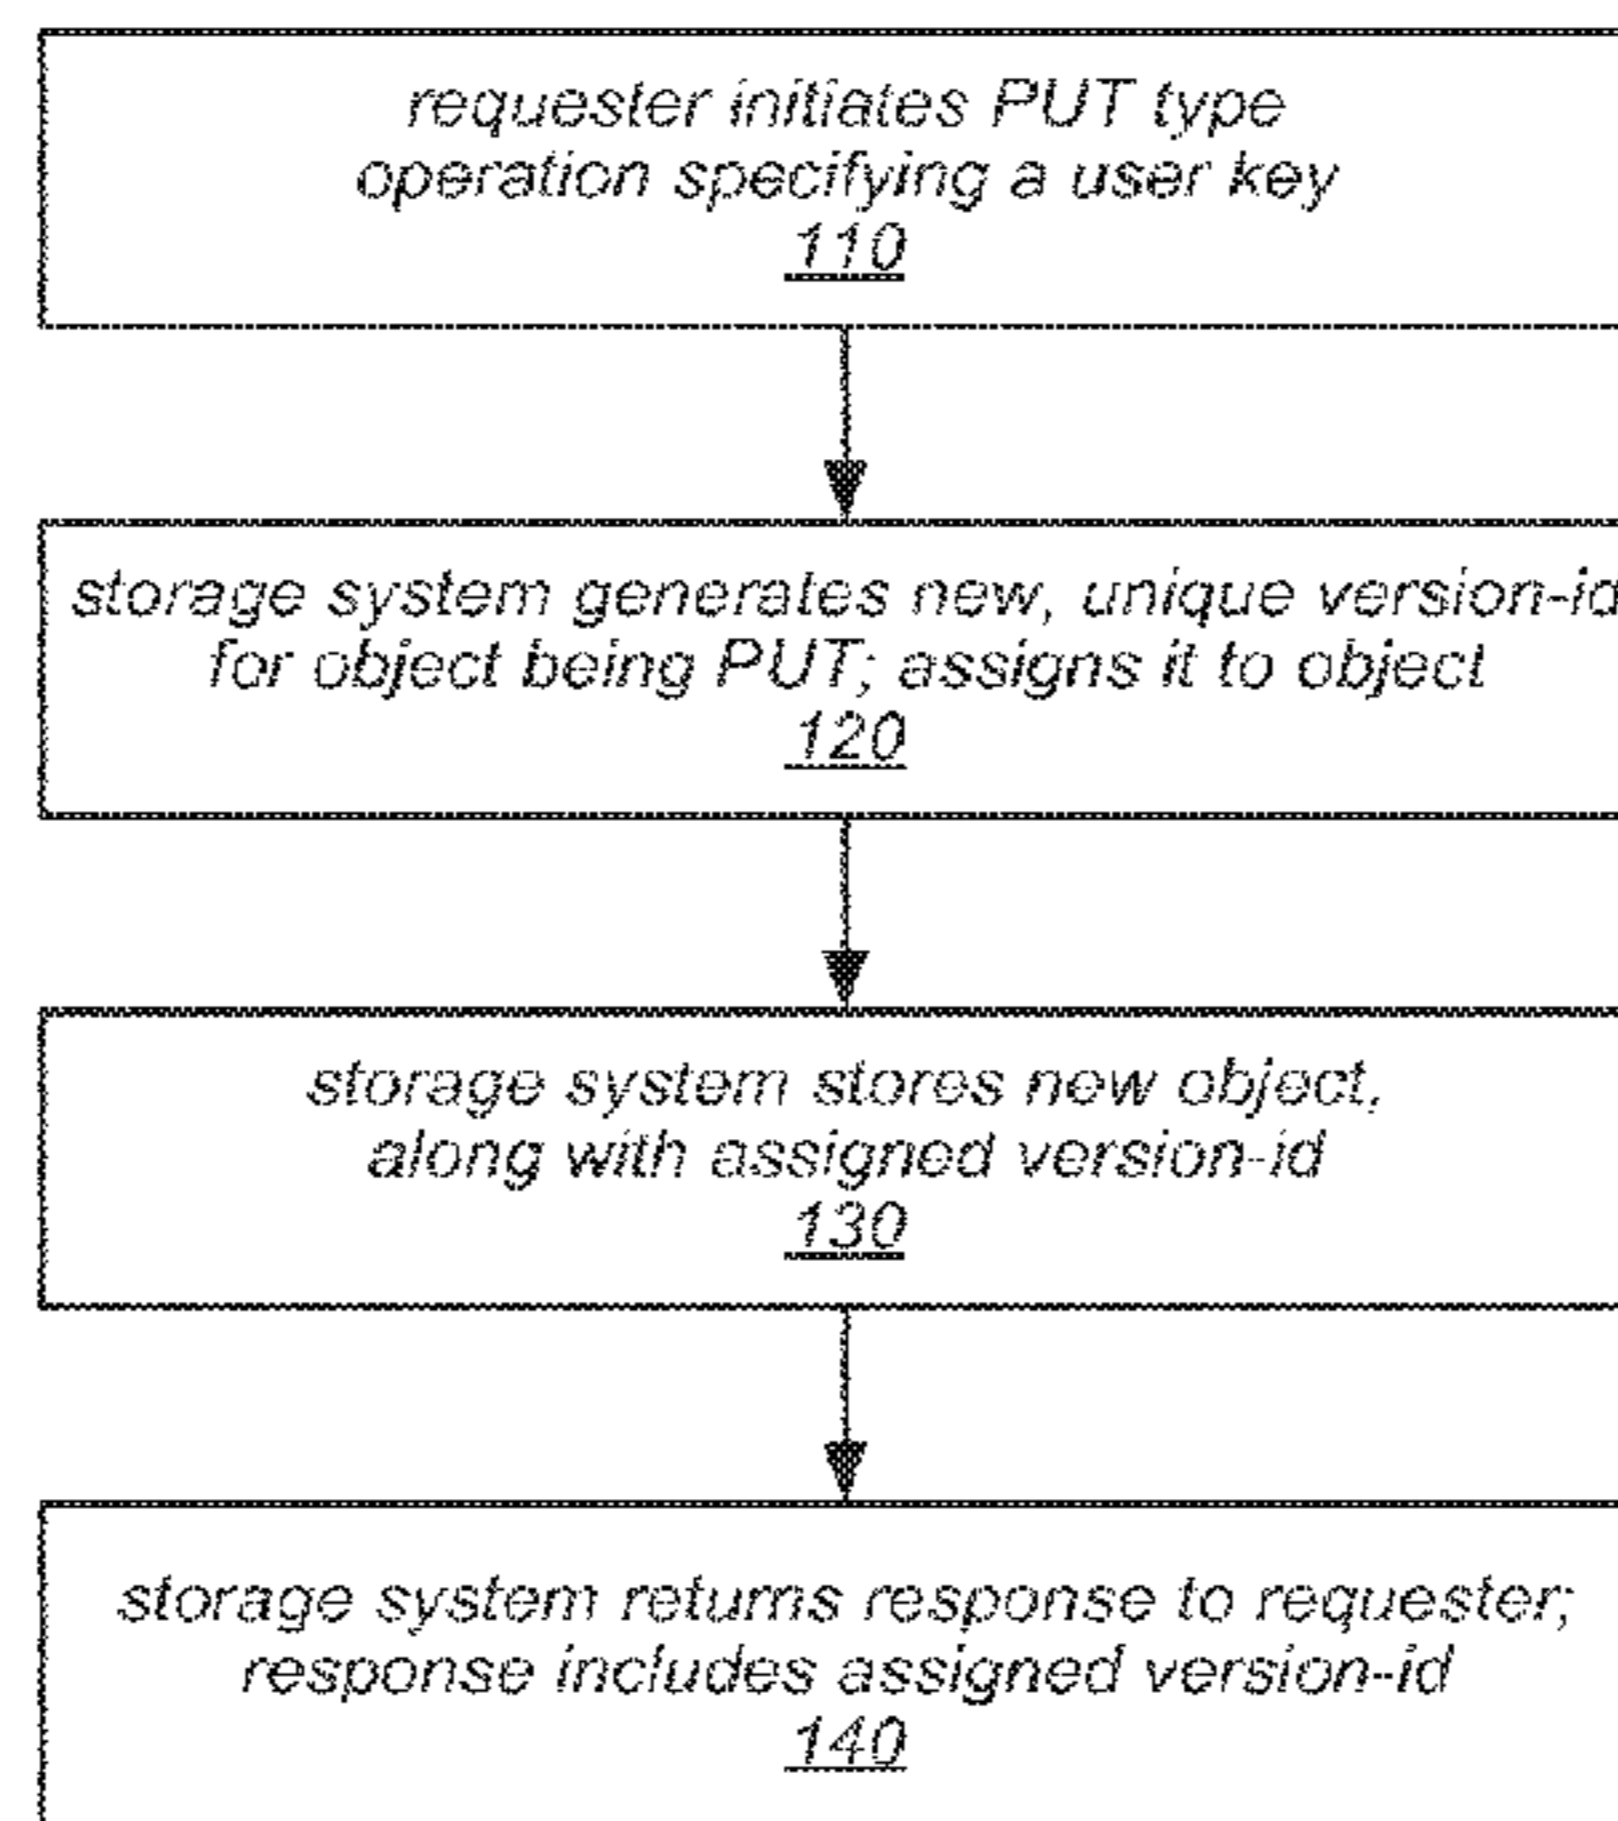 requester initiates PUT type
operation specifying a user key
110
storage system generates new, unique version-id
for object being PUT; assigns it to object
120
storage system stores new object,
along with assigned version-id
130
storage system returns response to requester;
response includes assigned version-id
140